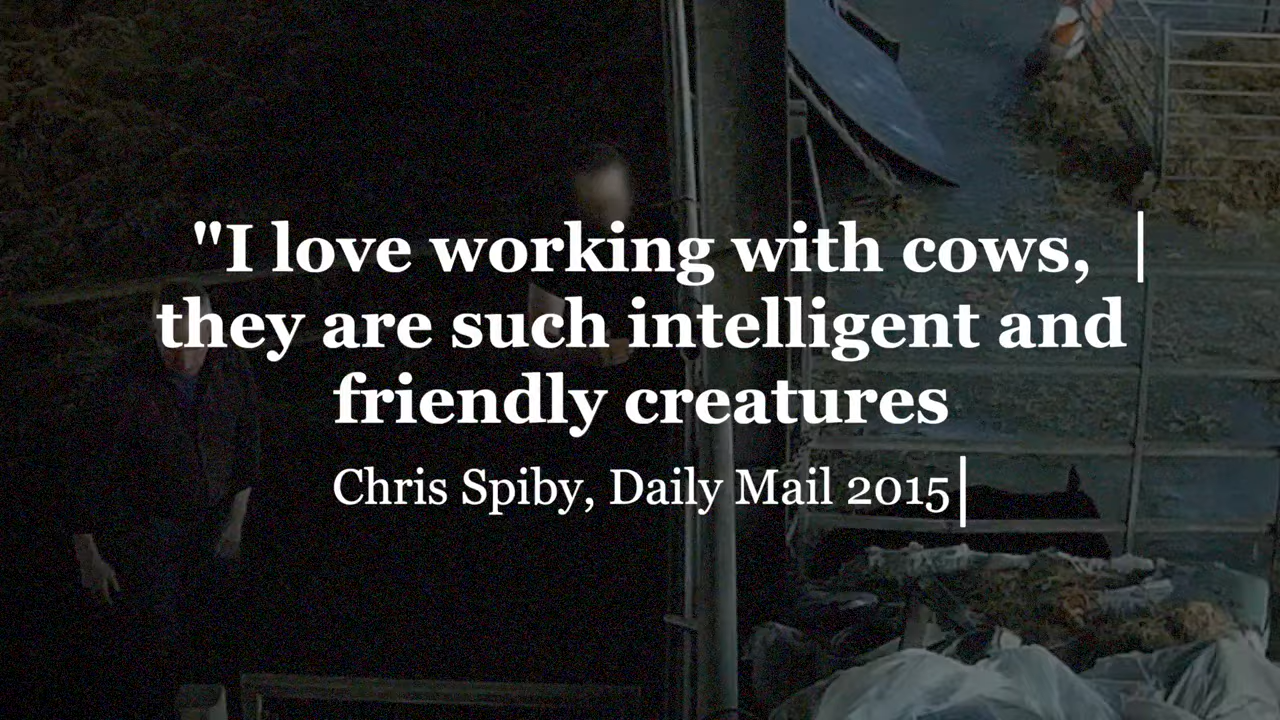 "I love working with cows,
they are such intelligent and
friendly creatures
Chris Spiby, Daily Mail 2015